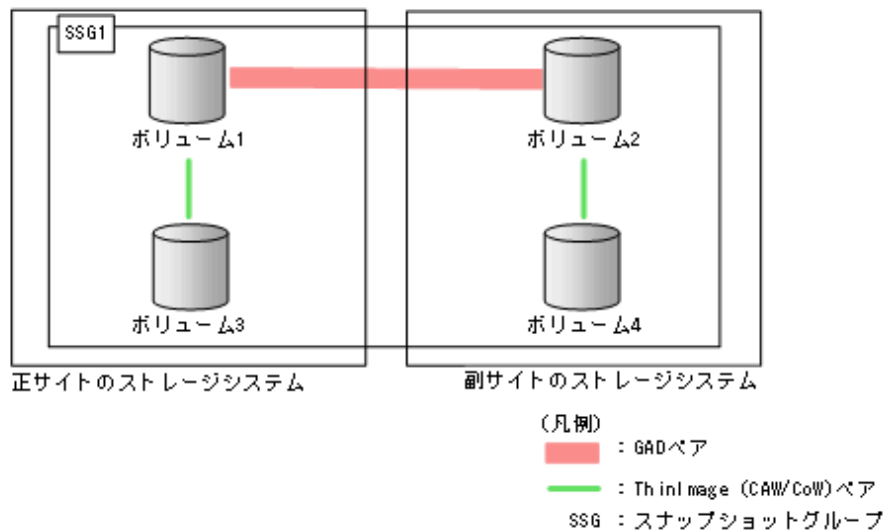 SSG1
ボリューム1
ボリューム2
ボリューム3
ボリューム4
正サイトのストレージシステム
副サイトのストレージシステム
(凡例)
：GADペア
：ThinImage (CAW/CoW)ペア
SSG ：スナップショットグループ